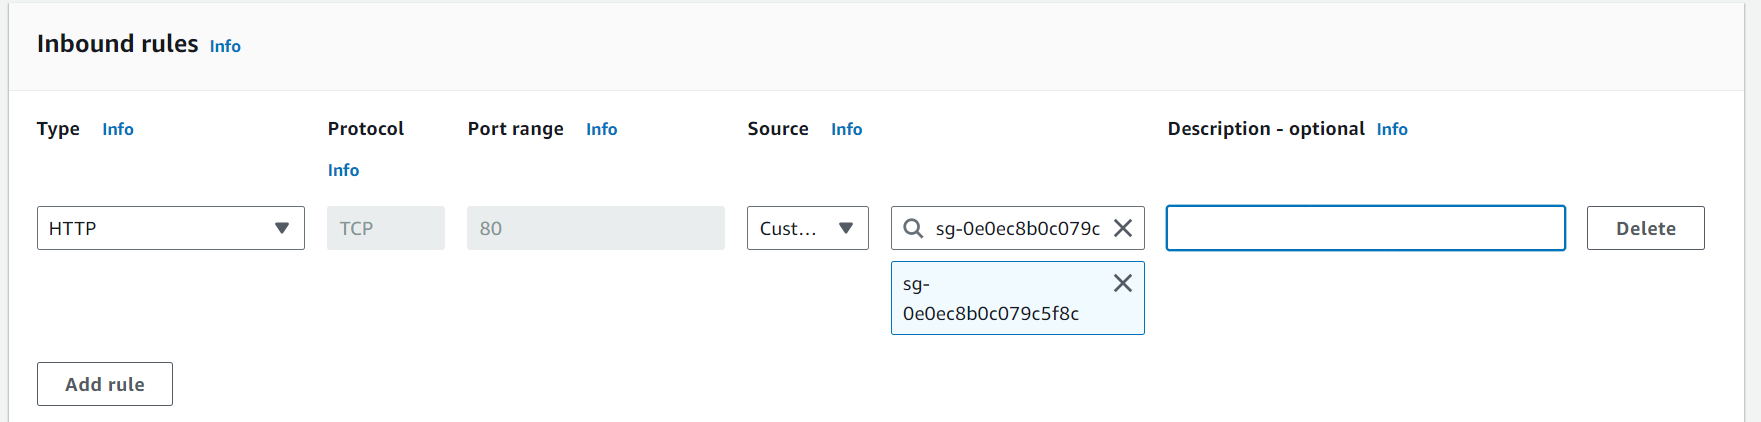 Inbound rules Info
Type Info Protocol Port range Info Source Info Description - optional Info
Info
HTTP TCP 80 Cust... sg-0e0ec8b0c079c Delete
sg-
0e0ec8b0c079c5f8c
Add rule